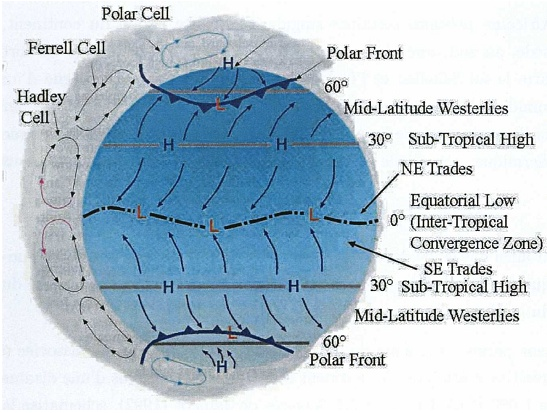 Polar Cell
Ferrell Cell
H
Polar Front
60°
L
Mid-Latitude Westerlies
Hadley
Cell
H
H
30° Sub-Tropical High
NE Trades
L
L
L
0°
Equatorial Low
(Inter-Tropical
Convergence Zone)
SE Trades
H
H
30° Sub-Tropical High
Mid-Latitude Westerlies
L
60°
Polar Front
H